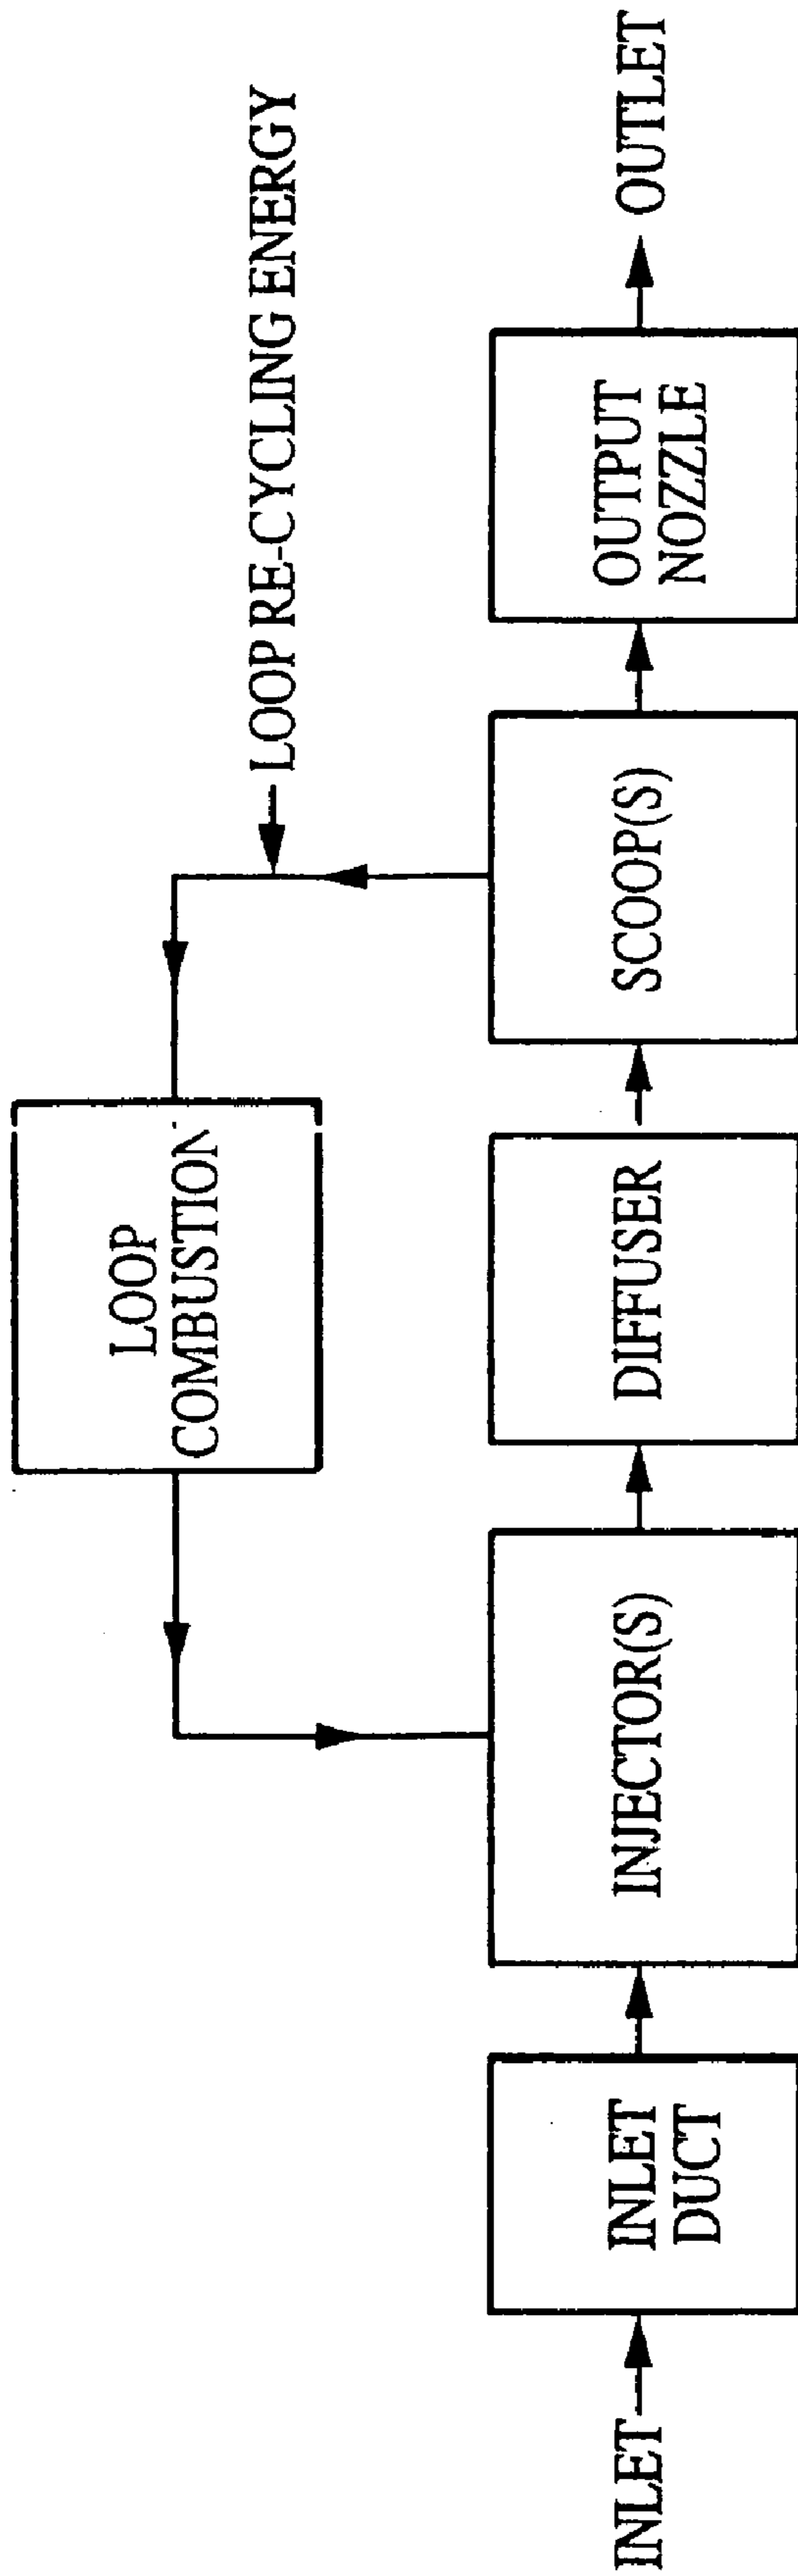 LOOP
COMBUSTION
LOOP RE-CYCLING ENERGY
INLET
INLET
DUCT
INJECTOR(S)
DIFFUSER
SCOOP(S)
OUTPUT
NOZZLE
OUTLET